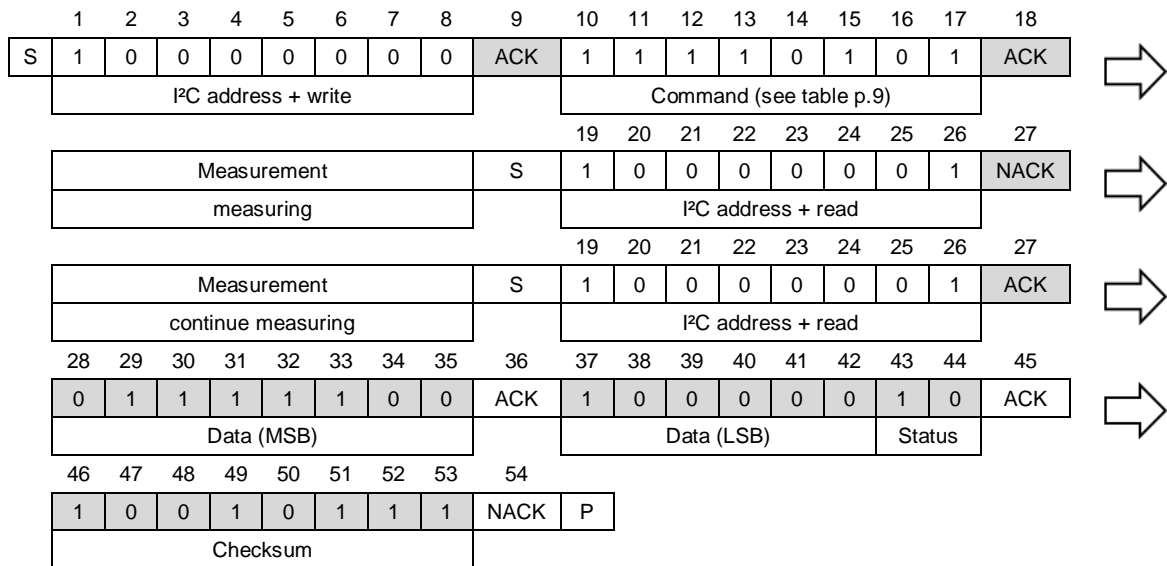 1 2 3 4 5 6 7 8 9 10 11 12 13 14 15 16 17 18
S 1 0 0 0 0 0 0 0 ACK 1 1 1 1 0 1 0 1 ACK
I²C address + write Command (see table p.9)
19 20 21 22 23 24 25 26 27
Measurement S 1 0 0 0 0 0 0 1 NACK
measuring I²C address + read
19 20 21 22 23 24 25 26 27
Measurement S 1 0 0 0 0 0 0 1 ACK
continue measuring I²C address + read
28 29 30 31 32 33 34 35 36 37 38 39 40 41 42 43 44 45
0 1 1 1 1 1 0 0 ACK 1 0 0 0 0 0 1 0 ACK
Data (MSB) Data (LSB) Status
46 47 48 49 50 51 52 53 54
1 0 0 1 0 1 1 1 NACK P
Checksum